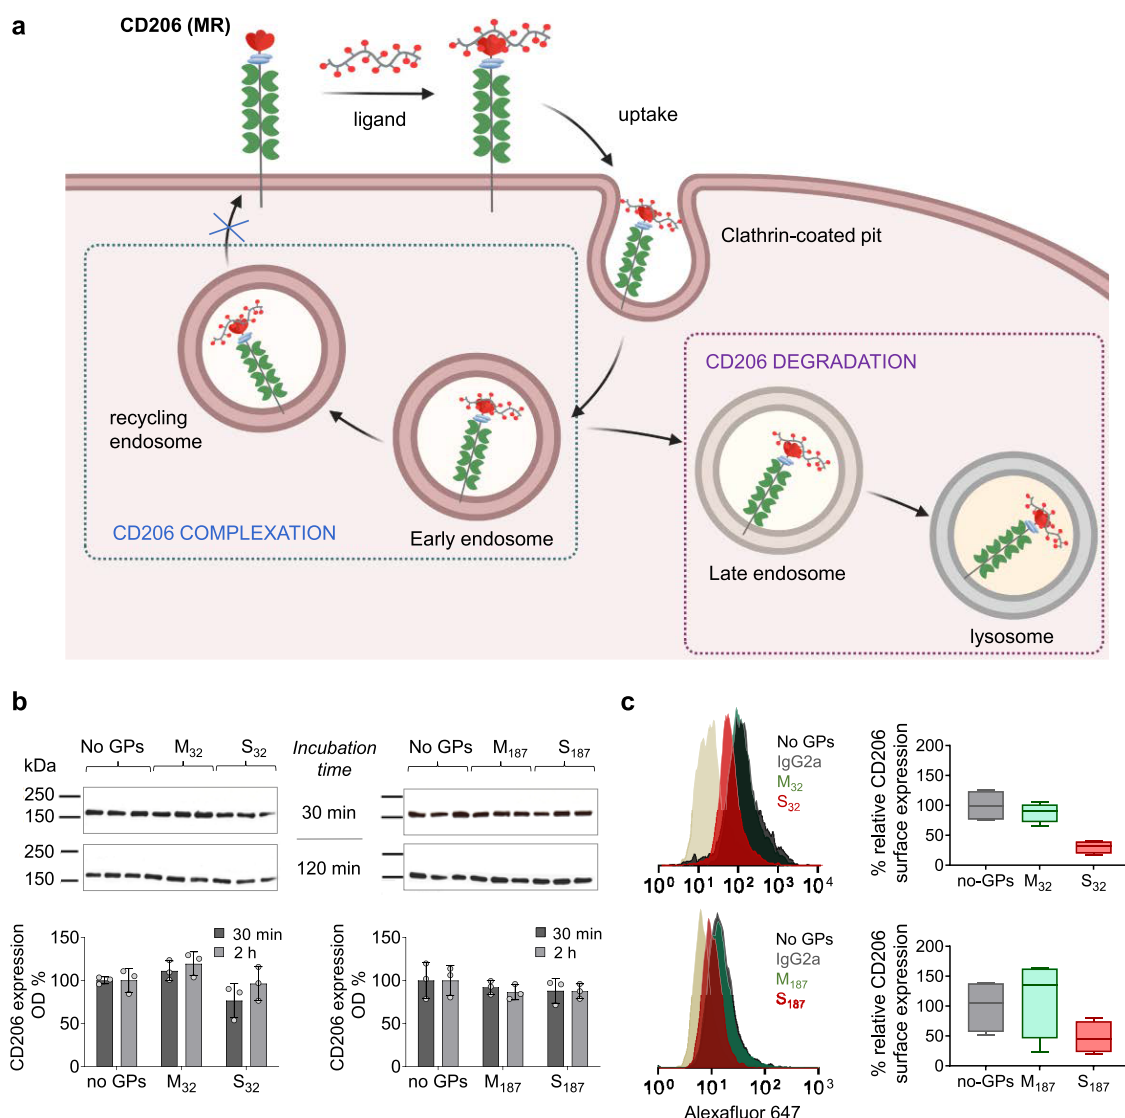 a
CD206 (MR)
ligand
uptake
Clathrin-coated pit
CD206 DEGRADATION
recycling
endosome
CD206 COMPLEXATION
Early endosome
Late endosome
lysosome
b
No GPs M32 S32
Incubation
time
No GPs M187 S187
kDa
250
150
30 min
250
150
120 min
CD206 expression
OD %
150
100
50
0
30 min
2 h
no GPs M32 S32
CD206 expression
OD %
150
100
50
0
30 min
2 h
no GPs M187 S187
c
No GPs
IgG2a
M32
S32
100 101 102 103 104
% relative CD206
surface expression
200
150
100
50
0
no-GPs M32 S32
No GPs
IgG2a
M187
S187
100 101 102 103
Alexafluor 647
% relative CD206
surface expression
200
150
100
50
0
no-GPs M187 S187